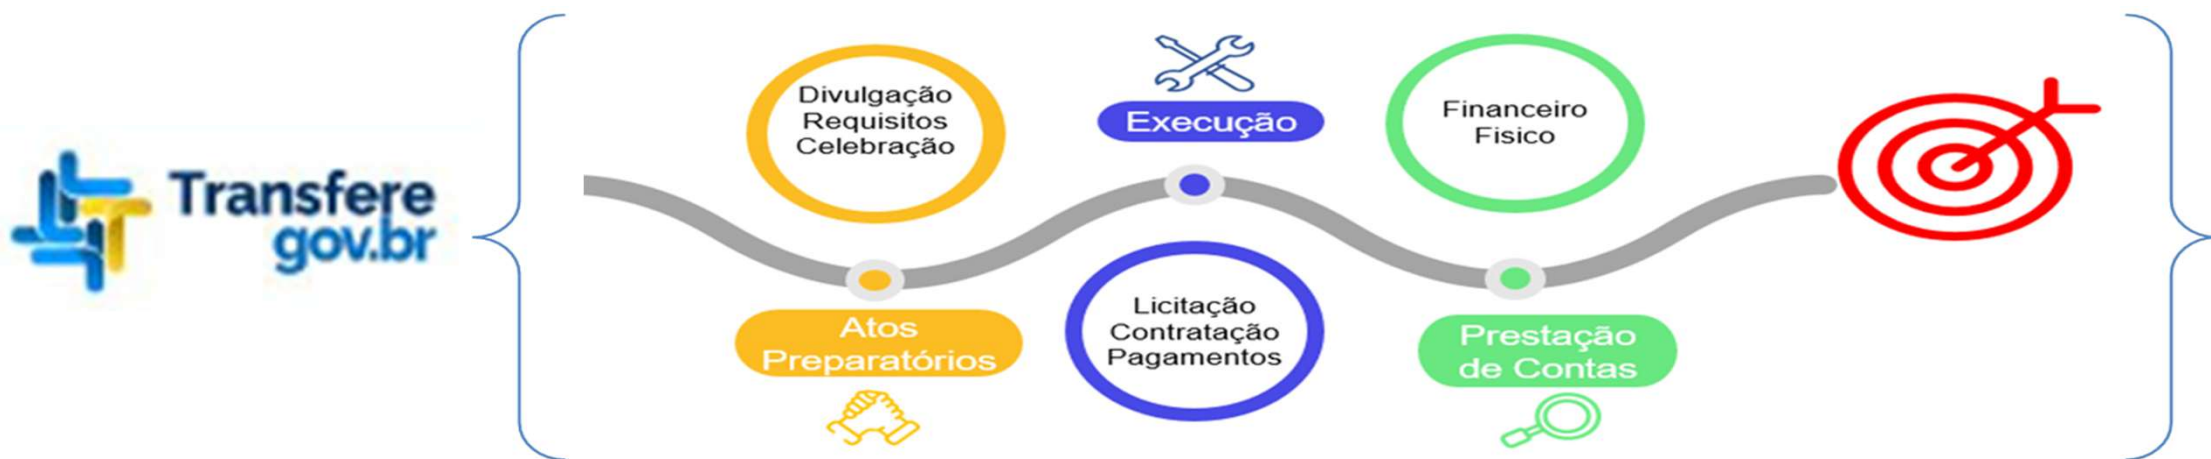 Transfere
gov.br
Divulgação
Requisitos
Celebração
Atos
Preparatórios
Execução
Licitação
Contratação
Pagamentos
Financeiro
Fisico
Prestação
de Contas